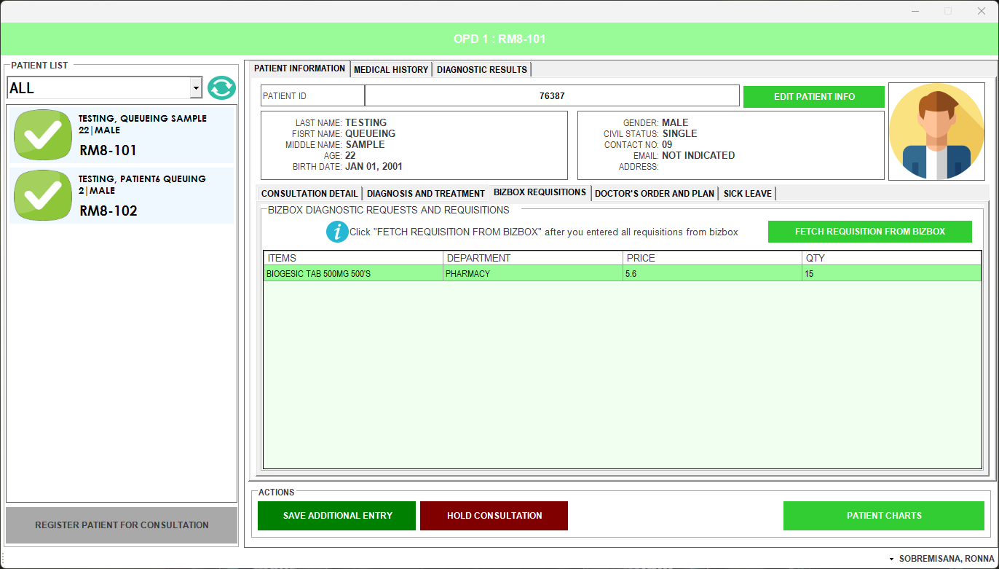 OPD 1 : RM8-101
PATIENT LIST
ALL
TESTING, QUEUEING SAMPLE
22|MALE
RM8-101
TESTING, PATIENT6 QUEUING
2|MALE
RM8-102
REGISTER PATIENT FOR CONSULTATION
PATIENT INFORMATION
MEDICAL HISTORY
DIAGNOSTIC RESULTS
PATIENT ID 76387
EDIT PATIENT INFO
LAST NAME: TESTING
FISRT NAME: QUEUEING
MIDDLE NAME: SAMPLE
AGE: 22
BIRTH DATE: JAN 01, 2001
GENDER: MALE
CIVIL STATUS: SINGLE
CONTACT NO: 09
EMAIL: NOT INDICATED
ADDRESS:
CONSULTATION DETAIL
DIAGNOSIS AND TREATMENT
BIZBOX REQUISITIONS
DOCTOR'S ORDER AND PLAN
SICK LEAVE
BIZBOX DIAGNOSTIC REQUESTS AND REQUISITIONS
i Click "FETCH REQUISITION FROM BIZBOX" after you entered all requisitions from bizbox
FETCH REQUISITION FROM BIZBOX
ITEMS DEPARTMENT PRICE QTY
BIOGESIC TAB 500MG 500'S PHARMACY 5.6 15
ACTIONS
SAVE ADDITIONAL ENTRY
HOLD CONSULTATION
PATIENT CHARTS
SOBREMISANA, RONNA